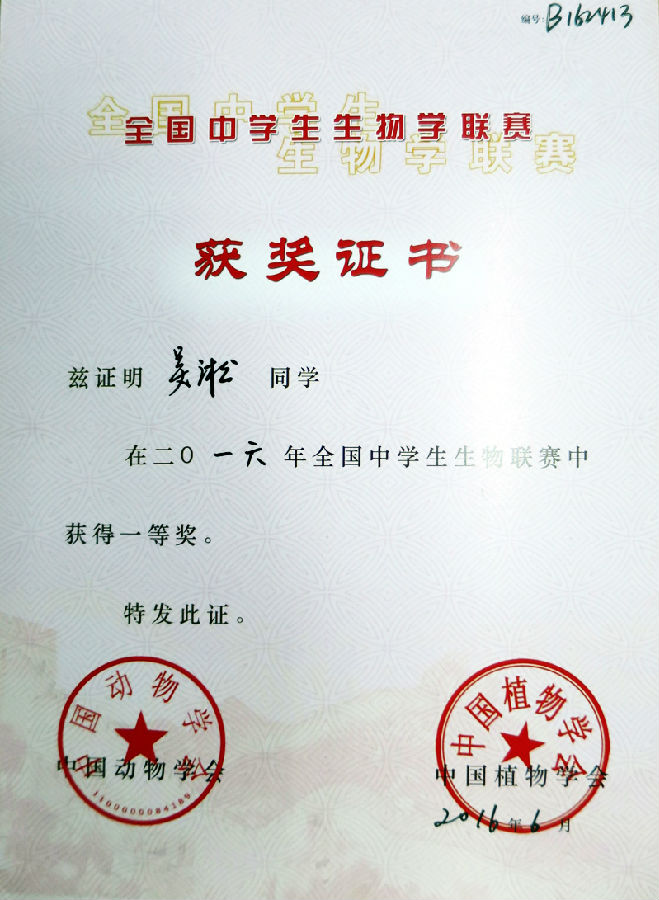 编号:B162413
全国中学生
生物学联赛
全国中学生生物学联赛
获奖证书
兹证明 吴淞 同学
在二〇一六年全国中学生生物联赛中
获得一等奖。
特发此证。
中国动物学会
中国植物学会
中国动物学会
中国植物学会
2016年6月